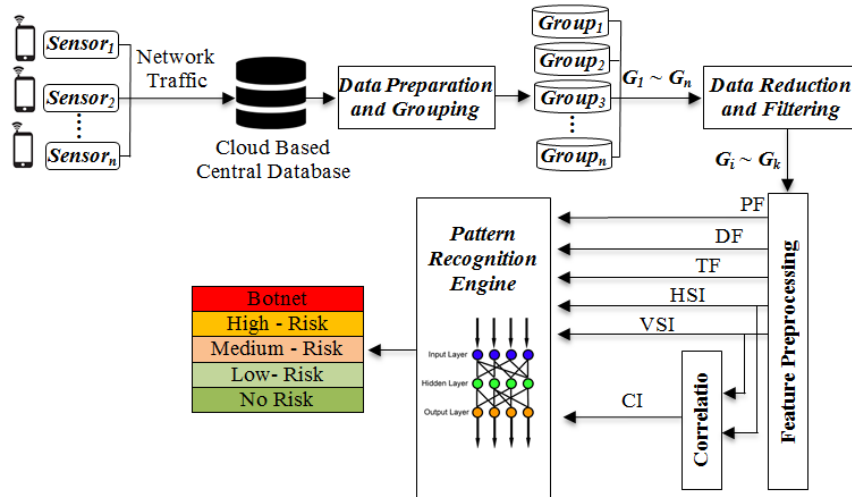 Sensor₁
Sensor₂
Sensorₙ
Network
Traffic
Cloud Based
Central Database
Data Preparation
and Grouping
Group₁
Group₂
Group₃
Groupₙ
G₁ ~ Gₙ
Data Reduction
and Filtering
Gᵢ ~ Gₖ
Feature Preprocessing
PF
DF
TF
HSI
VSI
Correlatio
CI
Pattern
Recognition
Engine
Input Layer
Hidden Layer
Output Layer
Botnet
High - Risk
Medium - Risk
Low- Risk
No Risk